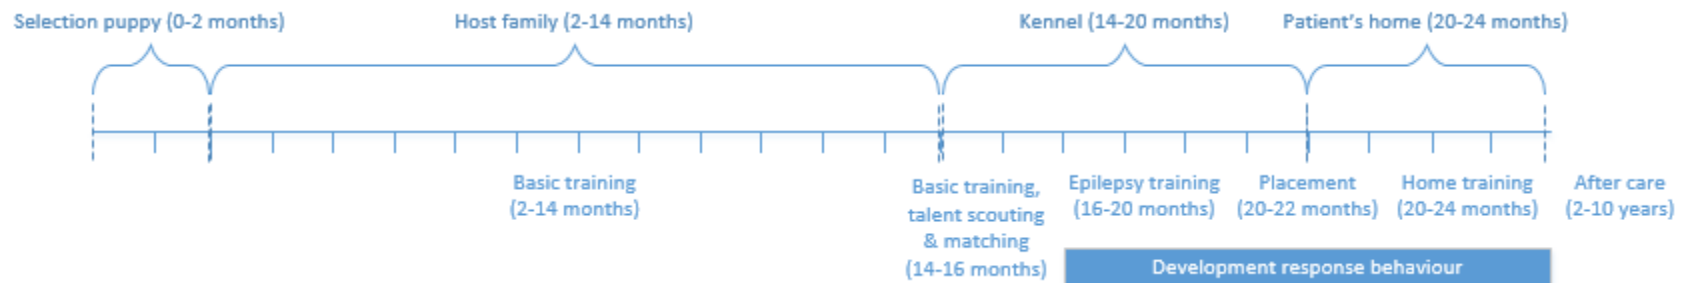 Selection puppy (0-2 months)
Host family (2-14 months)
Kennel (14-20 months)
Patient's home (20-24 months)
Basic training
(2-14 months)
Basic training,
talent scouting
& matching
(14-16 months)
Epilepsy training
(16-20 months)
Placement
(20-22 months)
Home training
(20-24 months)
After care
(2-10 years)
Development response behaviour